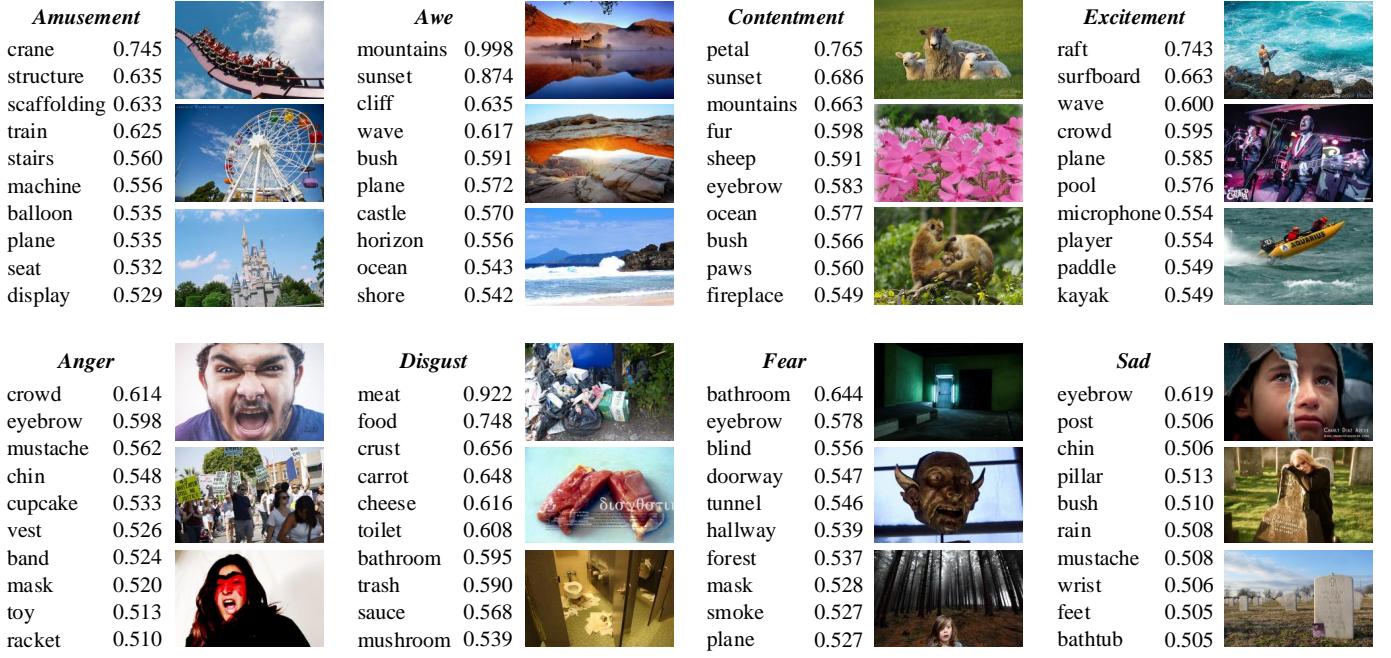 Amusement
crane 0.745
structure 0.635
scaffolding 0.633
train 0.625
stairs 0.560
machine 0.556
balloon 0.535
plane 0.535
seat 0.532
display 0.529
Awe
mountains 0.998
sunset 0.874
cliff 0.635
wave 0.617
bush 0.591
plane 0.572
castle 0.570
horizon 0.556
ocean 0.543
shore 0.542
Contentment
petal 0.765
sunset 0.686
mountains 0.663
fur 0.598
sheep 0.591
eyebrow 0.583
ocean 0.577
bush 0.566
paws 0.560
fireplace 0.549
Excitement
raft 0.743
surfboard 0.663
wave 0.600
crowd 0.595
plane 0.585
pool 0.576
microphone 0.554
player 0.554
paddle 0.549
kayak 0.549
AQUARIUS
Anger
crowd 0.614
eyebrow 0.598
mustache 0.562
chin 0.548
cupcake 0.533
vest 0.526
band 0.524
mask 0.520
toy 0.513
racket 0.510
Disgust
meat 0.922
food 0.748
crust 0.656
carrot 0.648
cheese 0.616
toilet 0.608
bathroom 0.595
trash 0.590
sauce 0.568
mushroom 0.539
Fear
bathroom 0.644
eyebrow 0.578
blind 0.556
doorway 0.547
tunnel 0.546
hallway 0.539
forest 0.537
mask 0.528
smoke 0.527
plane 0.527
Sad
eyebrow 0.619
post 0.506
chin 0.506
pillar 0.513
bush 0.510
rain 0.508
mustache 0.508
wrist 0.506
feet 0.505
bathtub 0.505